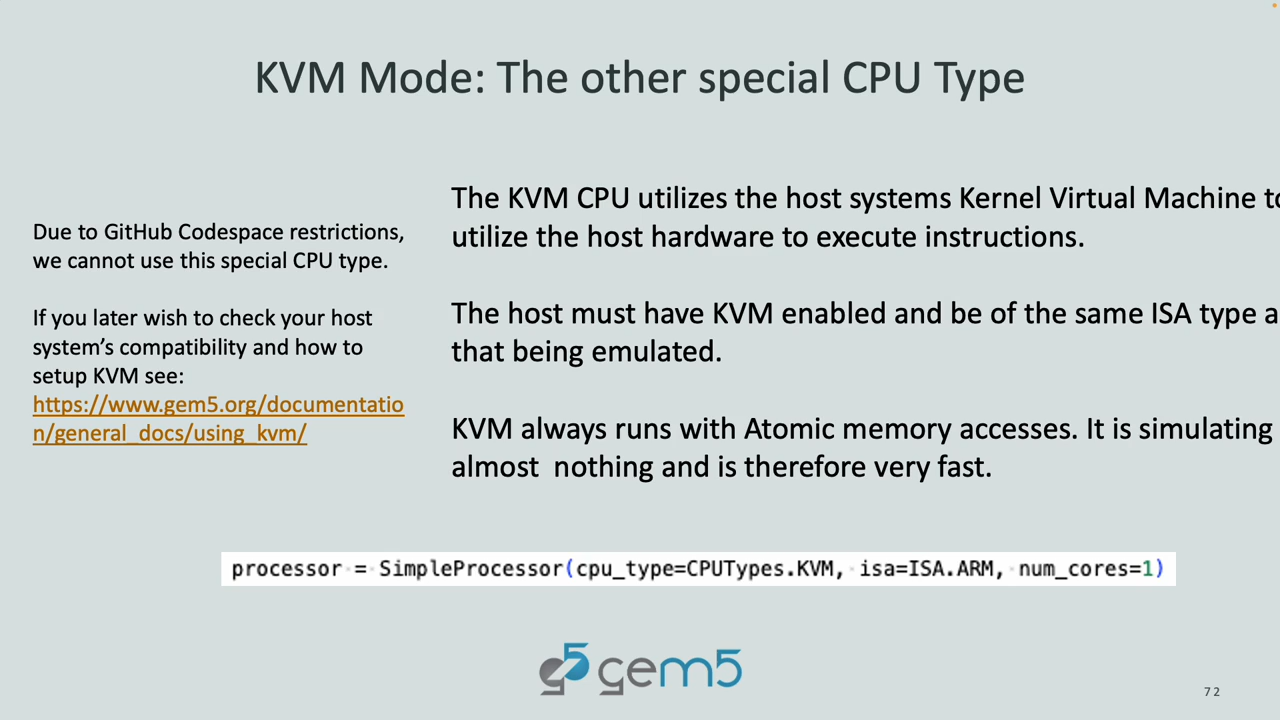 KVM Mode: The other special CPU Type
Due to GitHub Codespace restrictions,
we cannot use this special CPU type.
If you later wish to check your host
system's compatibility and how to
setup KVM see:
https://www.gem5.org/documentatio
n/general_docs/using_kvm/
The KVM CPU utilizes the host systems Kernel Virtual Machine to
utilize the host hardware to execute instructions.
The host must have KVM enabled and be of the same ISA type a
that being emulated.
KVM always runs with Atomic memory accesses. It is simulating
almost  nothing and is therefore very fast.
processor = SimpleProcessor(cpu_type=CPUTypes.KVM, isa=ISA.ARM, num_cores=1)
g5 gem5
72